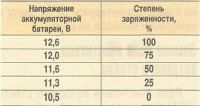 Напряжение
аккумуляторной
батареи, В
Степень
заряженности,
%
12,6 100
12,0 75
11,6 50
11,3 25
10,5 0